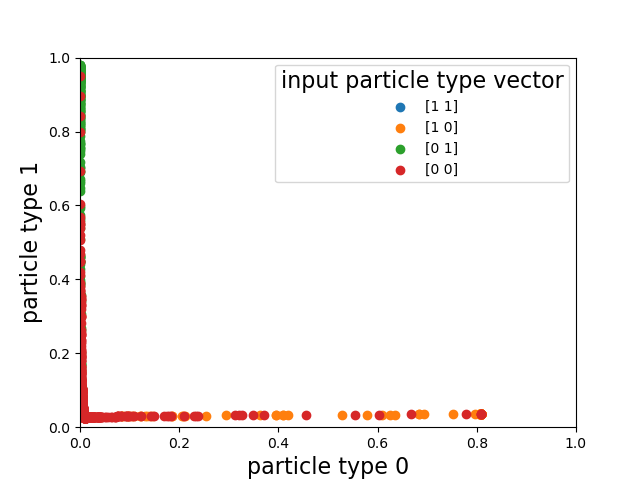 1.0
0.8
0.6
0.4
0.2
0.0
particle type 1
input particle type vector
[1 1]
[1 0]
[0 1]
[0 0]
0.0 0.2 0.4 0.6 0.8 1.0
particle type 0